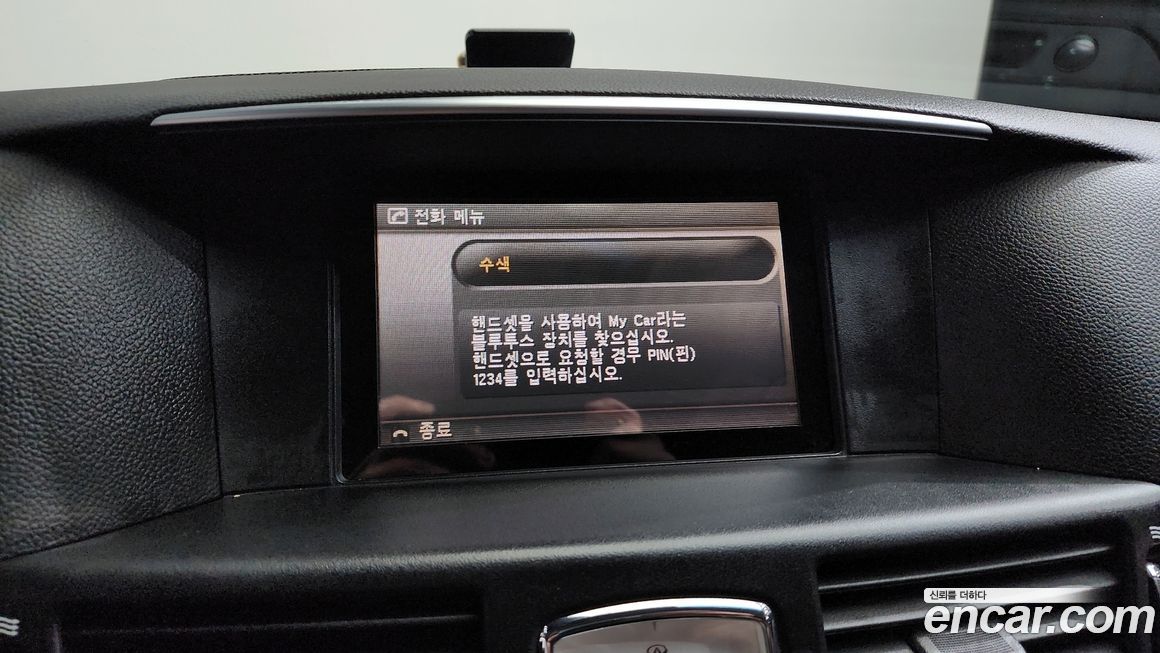 전화 메뉴
수색
핸드셋을 사용하여 My Car라는
블루투스 장치를 찾으십시오.
핸드셋으로 요청할 경우 PIN(핀)
1234를 입력하십시오.
종료
신뢰를 더하다
encar.com